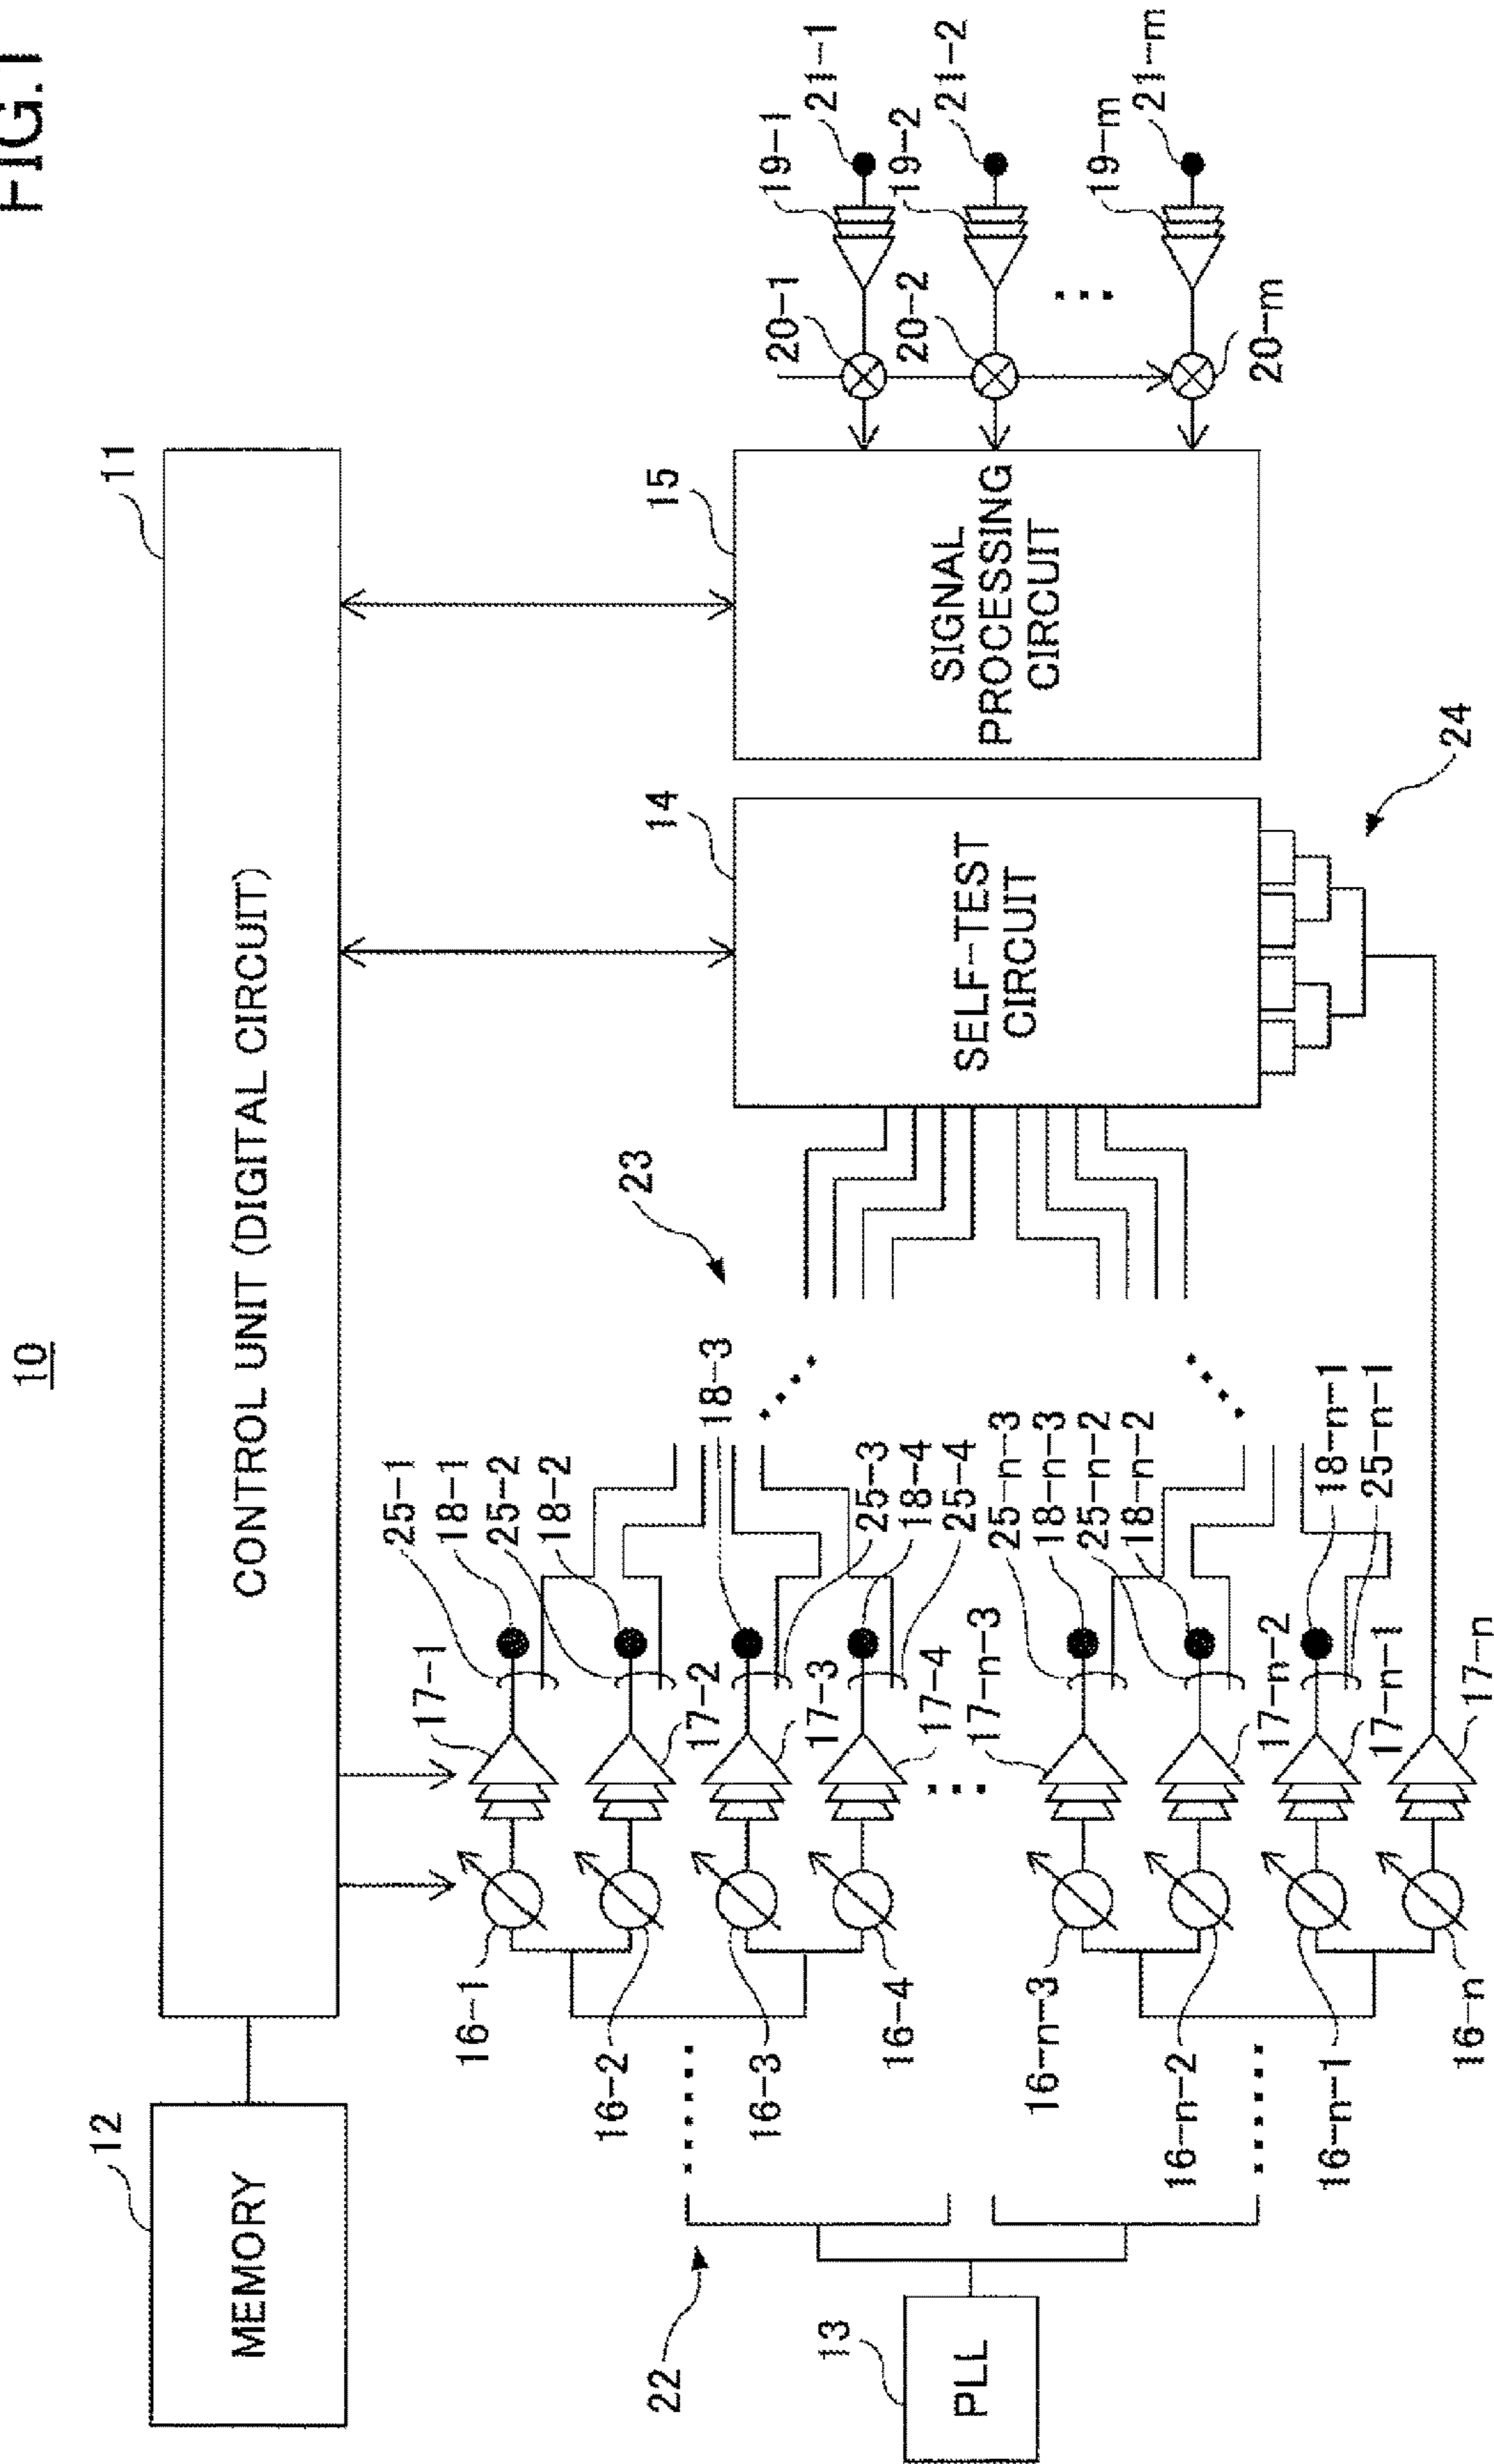 FIG.1
10
11
CONTROL UNIT (DIGITAL CIRCUIT)
12
MEMORY
13
PLL
14
SELF-TEST
CIRCUIT
15
SIGNAL
PROCESSING
CIRCUIT
22
23
24
16-1
16-2
16-3
16-4
16-n-3
16-n-2
16-n-1
16-n
17-1
17-2
17-3
17-4
17-n-3
17-n-2
17-n-1
17-n
25-1
18-1
25-2
18-2
18-3
25-3
18-4
25-4
25-n-3
18-n-3
25-n-2
18-n-2
18-n-1
25-n-1
20-1
20-2
20-m
19-1
19-2
19-m
21-1
21-2
21-m